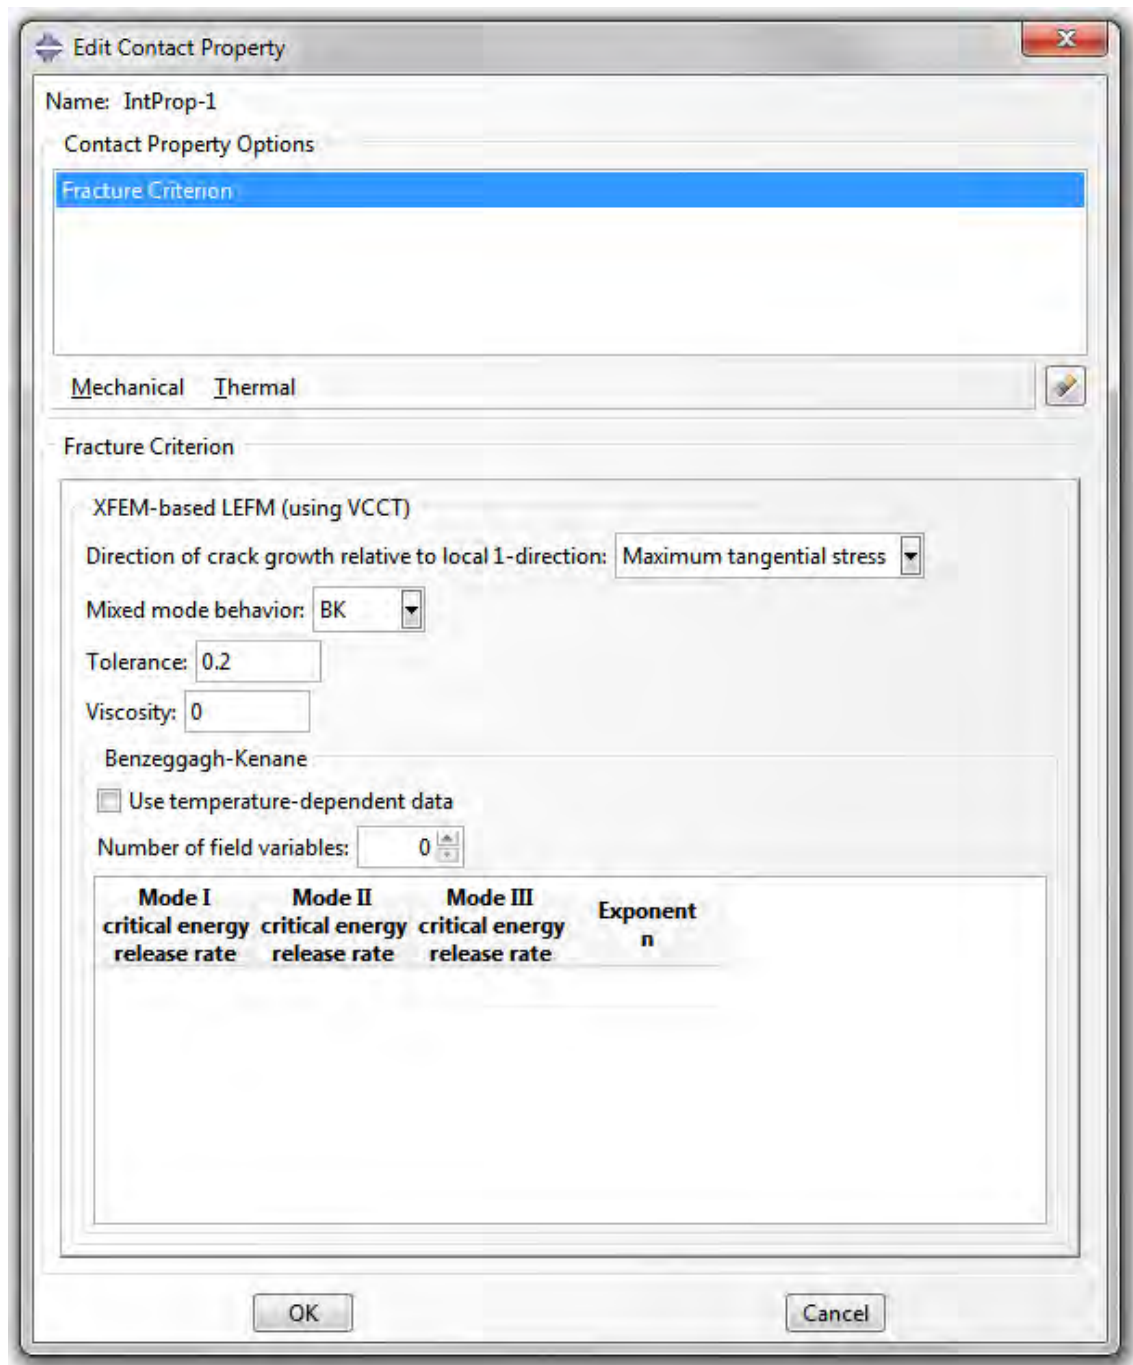 Edit Contact Property
X
Name: IntProp-1
Contact Property Options
Fracture Criterion
Mechanical Thermal
Fracture Criterion
XFEM-based LEFM (using VCCT)
Direction of crack growth relative to local 1-direction: Maximum tangential stress
Mixed mode behavior: BK
Tolerance: 0.2
Viscosity: 0
Benzeggagh-Kenane
Use temperature-dependent data
Number of field variables: 0
Mode I critical energy release rate
Mode II critical energy release rate
Mode III critical energy release rate
Exponent n
OK Cancel